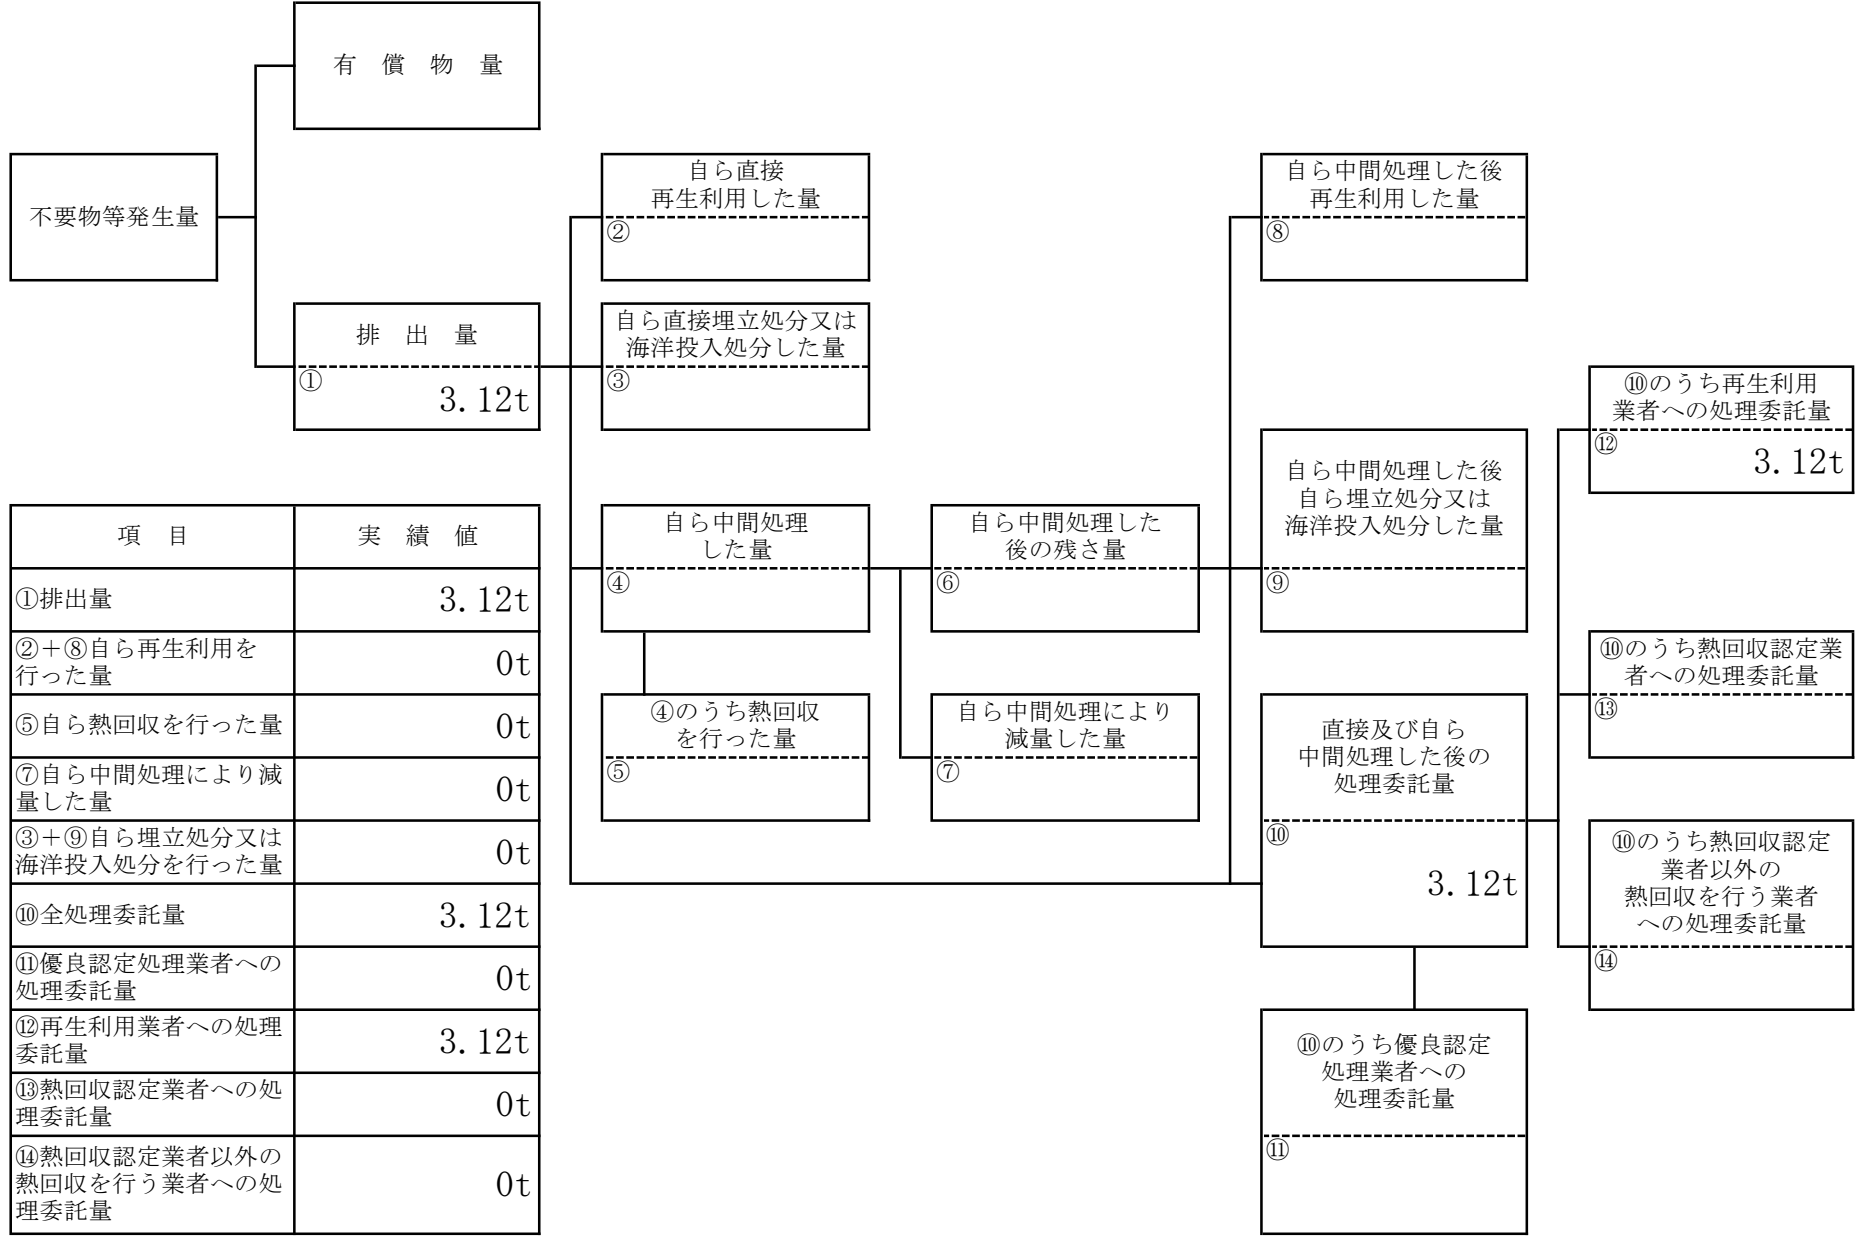 有　償　物　量
不要物等発生量
排　出　量
①
3.12t
自ら直接
再生利用した量
②
自ら直接埋立処分又は
海洋投入処分した量
③
自ら中間処理
した量
④
④のうち熱回収
を行った量
⑤
自ら中間処理した
後の残さ量
⑥
自ら中間処理により
減量した量
⑦
自ら中間処理した後
再生利用した量
⑧
自ら中間処理した後
自ら埋立処分又は
海洋投入処分した量
⑨
直接及び自ら
中間処理した後の
処理委託量
⑩
3.12t
⑩のうち優良認定
処理業者への
処理委託量
⑪
⑩のうち再生利用
業者への処理委託量
⑫
3.12t
⑩のうち熱回収認定業
者への処理委託量
⑬
⑩のうち熱回収認定
業者以外の
熱回収を行う業者
への処理委託量
⑭
項　目
実　績　値
①排出量
3.12t
②＋⑧自ら再生利用を
行った量
0t
⑤自ら熱回収を行った量
0t
⑦自ら中間処理により減
量した量
0t
③＋⑨自ら埋立処分又は
海洋投入処分を行った量
0t
⑩全処理委託量
3.12t
⑪優良認定処理業者への
処理委託量
0t
⑫再生利用業者への処理
委託量
3.12t
⑬熱回収認定業者への処
理委託量
0t
⑭熱回収認定業者以外の
熱回収を行う業者への処
理委託量
0t